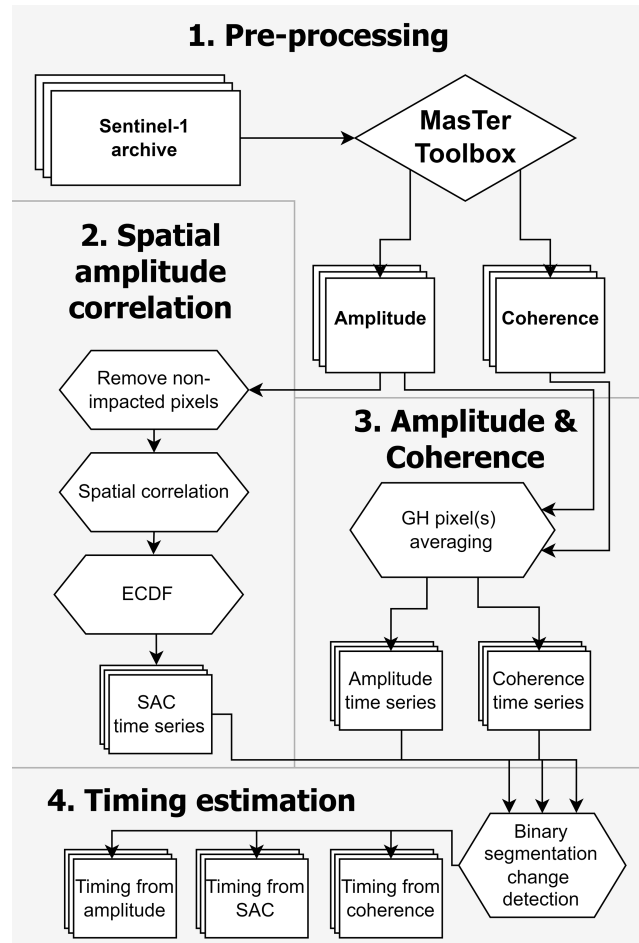 1. Pre-processing
Sentinel-1
archive
MasTer
Toolbox
Amplitude
Coherence
2. Spatial
amplitude
correlation
Remove non-
impacted pixels
Spatial correlation
ECDF
SAC
time series
3. Amplitude &
Coherence
GH pixel(s)
averaging
Amplitude
time series
Coherence
time series
4. Timing estimation
Binary
segmentation
change
detection
Timing from
amplitude
Timing from
SAC
Timing from
coherence